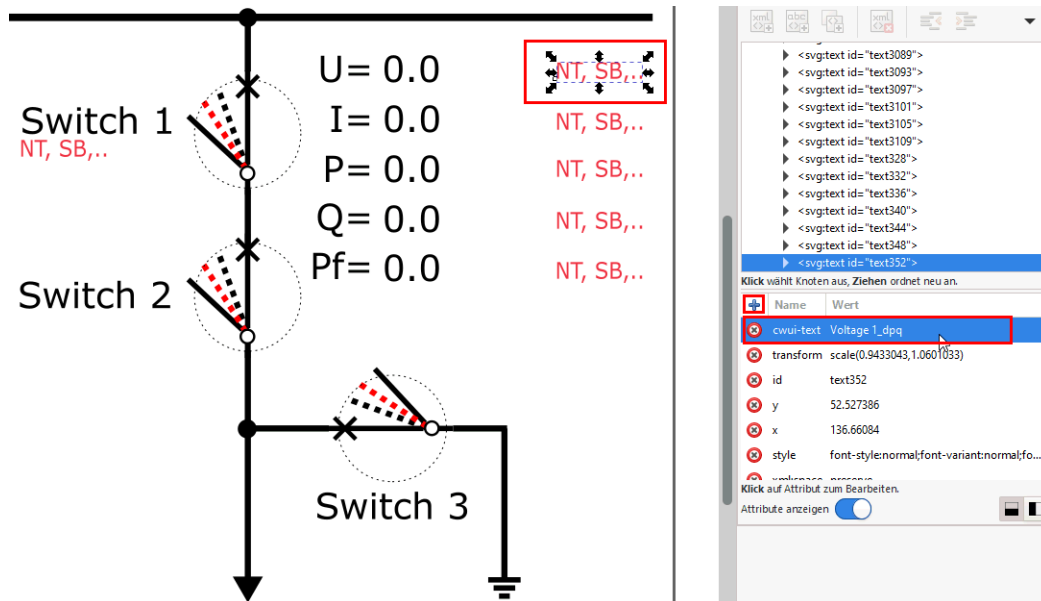 U= 0.0
NT, SB,..
Switch 1
NT, SB,..
I= 0.0
NT, SB,..
P= 0.0
NT, SB,..
Q= 0.0
NT, SB,..
Pf= 0.0
NT, SB,..
Switch 2
Switch 3
xml
abc
xml
<svg:text id="text3089">
<svg:text id="text3093">
<svg:text id="text3097">
<svg:text id="text3101">
<svg:text id="text3105">
<svg:text id="text3109">
<svg:text id="text328">
<svg:text id="text332">
<svg:text id="text336">
<svg:text id="text340">
<svg:text id="text344">
<svg:text id="text348">
<svg:text id="text352">
Klick wählt Knoten aus, Ziehen ordnet neu an.
Name Wert
cwui-text Voltage 1_dpq
transform scale(0.9433043,1.0601033)
id text352
y 52.527386
x 136.66084
style font-style:normal;font-variant:normal;fo...
Klick auf Attribut zum Bearbeiten.
Attribute anzeigen